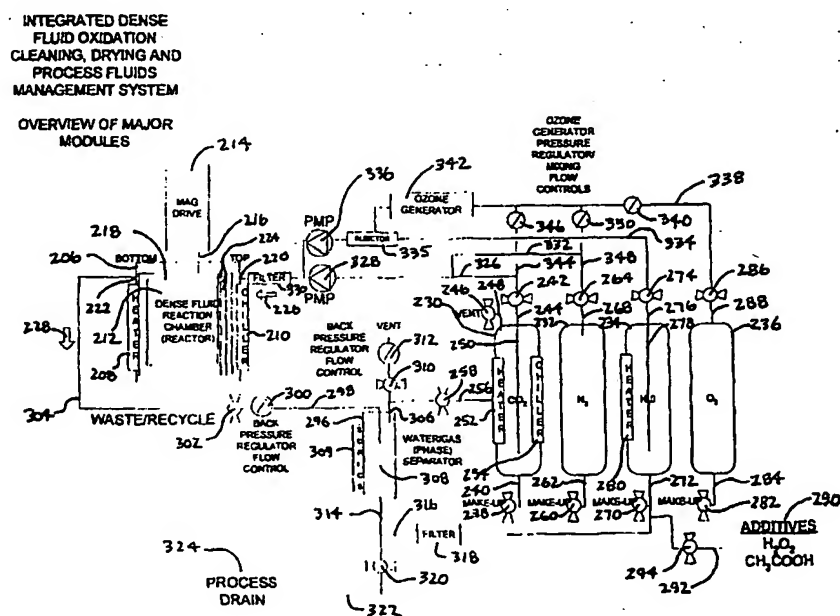 INTEGRATED DENSE
FLUID OXIDATION
CLEANING, DRYING AND
PROCESS FLUIDS
MANAGEMENT SYSTEM
OVERVIEW OF MAJOR
MODULES
214
MAG
DRIVE
218
216
206
BOTTOM
224
TOP
220
222
212
DENSE FLUID
REACTION
CHAMBER
(REACTOR)
FILTER
330
226
210
208
228
304
WASTE/RECYCLE
302
300
298
BACK
PRESSURE
REGULATOR
FLOW
CONTROL
336
PMP
328
PMP
342
OZONE
GENERATOR
335
OZONE
GENERATOR
PRESSURE
REGULATOR/
MIXING
FLOW
CONTROLS
338
340
346
350
334
332
348
344
326
242
264
274
286
248
246
VENT
230
244
268
276
288
250
232
234
278
236
BACK
PRESSURE
REGULATOR
FLOW
CONTROL
VENT
312
310
258
256
252
HEATER
CO2
CHILLER
N2
HEATER
O2
306
296
309
WATER/GAS
(PHASE)
SEPARATOR
308
254
240
262
280
272
284
MAKE-UP
238
MAKE-UP
260
MAKE-UP
270
MAKE-UP
282
314
316
FILTER
318
320
322
324
PROCESS
DRAIN
290
ADDITIVES
H2O2
CH3COOH
294
292